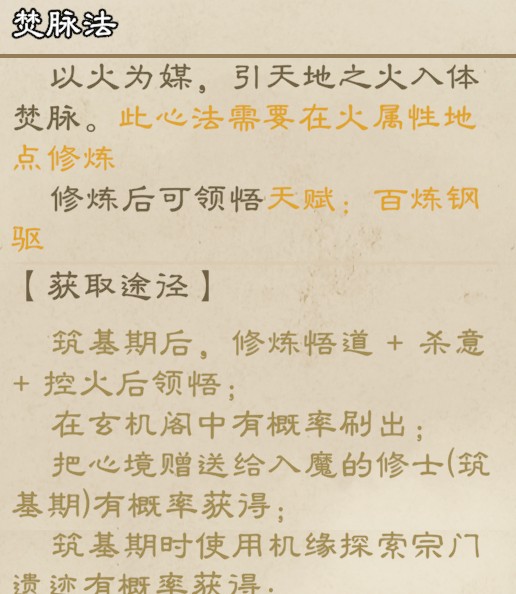 焚脉法
以火为媒，引天地之火入体
焚脉。此心法需要在火属性地
点修炼
修炼后可领悟天赋：百炼钢
驱
【获取途径】
筑基期后，修炼悟道 + 杀意
+ 控火后领悟；
在玄机阁中有概率刷出；
把心境赠送给入魔的修士(筑
基期)有概率获得；
筑基期时使用机缘探索宗门
遗迹有概率获得；